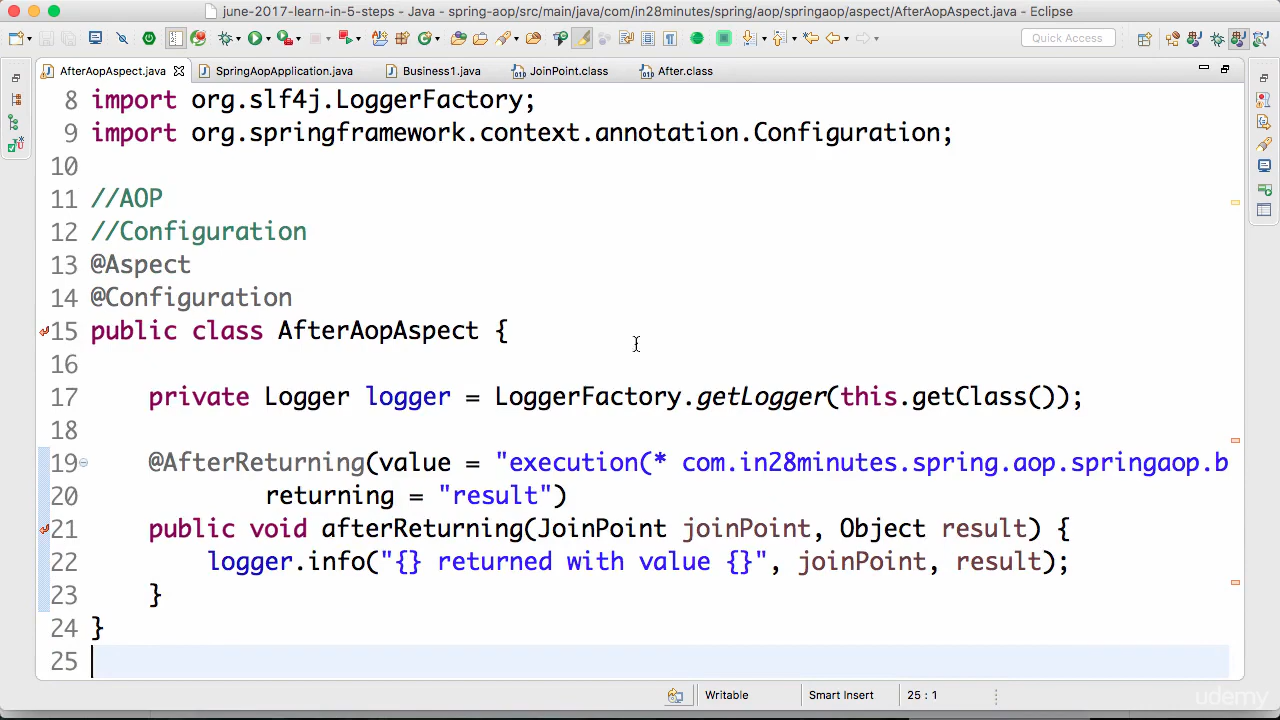 june-2017-learn-in-5-steps - Java - spring-aop/src/main/java/com/in28minutes/spring/aop/springaop/aspect/AfterAopAspect.java - Eclipse
Quick Access
AfterAopAspect.java SpringAopApplication.java Business1.java JoinPoint.class After.class
8 import org.slf4j.LoggerFactory;
9 import org.springframework.context.annotation.Configuration;
10
11 //AOP
12 //Configuration
13 @Aspect
14 @Configuration
15 public class AfterAopAspect {
16
17 private Logger logger = LoggerFactory.getLogger(this.getClass());
18
19 @AfterReturning(value = "execution(* com.in28minutes.spring.aop.springaop.b
20 returning = "result")
21 public void afterReturning(JoinPoint joinPoint, Object result) {
22 logger.info("{} returned with value {}", joinPoint, result);
23 }
24 }
25
Writable Smart Insert 25 : 1
udemy